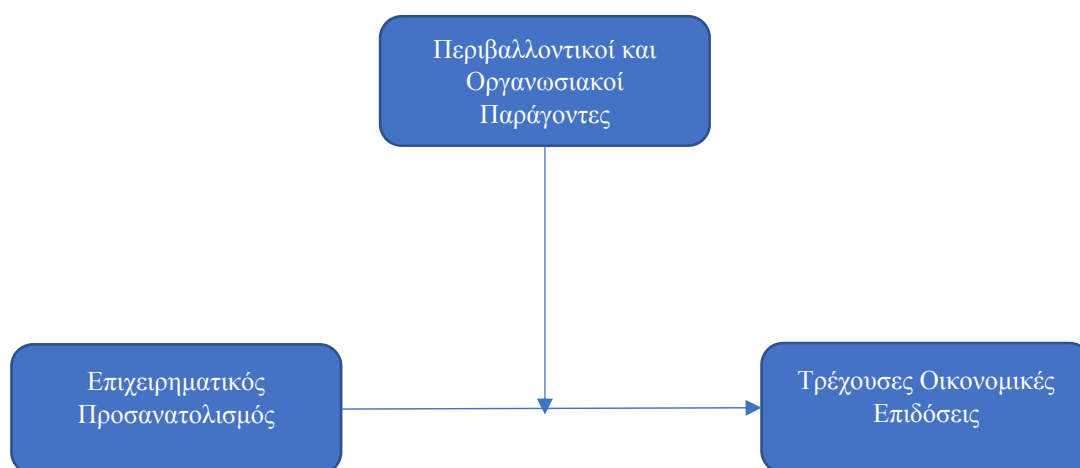 Περιβαλλοντικοί και
Οργανωσιακοί
Παράγοντες
Επιχειρηματικός
Προσανατολισμός
Τρέχουσες Οικονομικές
Επιδόσεις